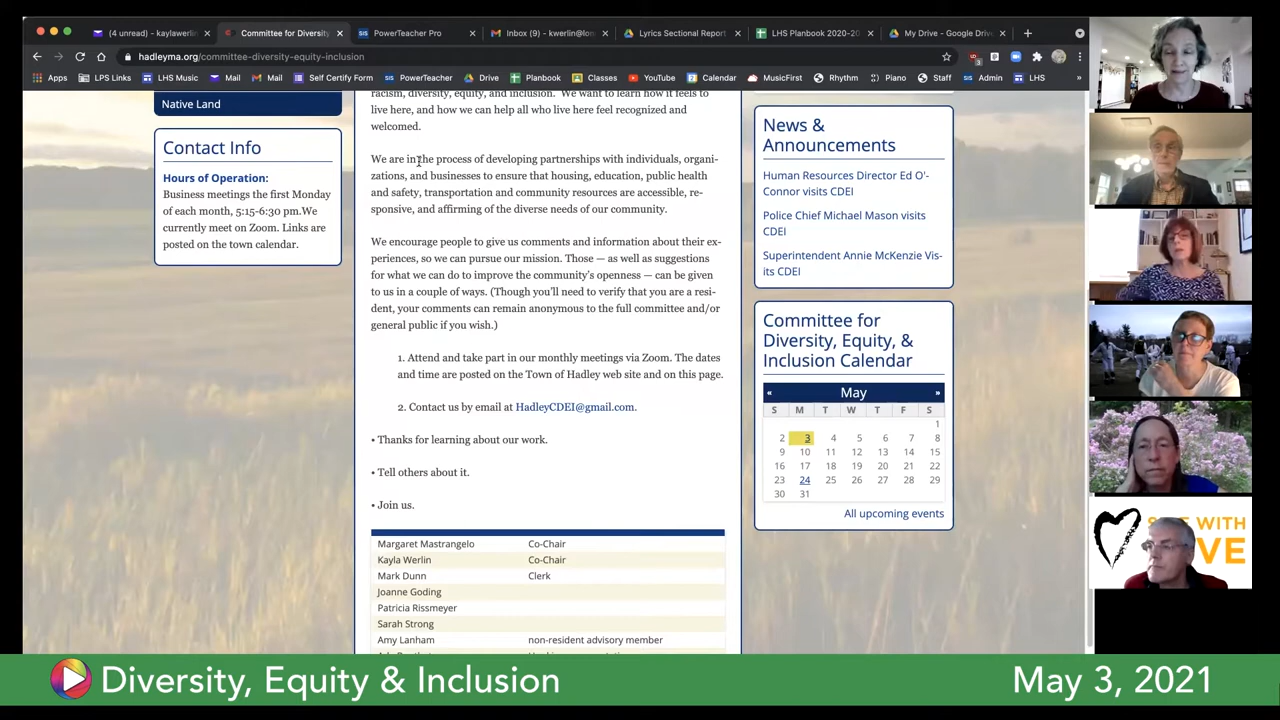 (4 unread) - kaylawerlin
Committee for Diversity
PowerTeacher Pro
Inbox (9) - kwerlin@lon
Lyrics Sectional Report
LHS Planbook 2020-20
My Drive - Google Drive
hadleyma.org/committee-diversity-equity-inclusion
Apps
LPS Links
LHS Music
Mail
Mail
Self Certify Form
PowerTeacher
Drive
Planbook
Classes
YouTube
Calendar
MusicFirst
Rhythm
Piano
Staff
Admin
LHS
Native Land
Contact Info
Hours of Operation:
Business meetings the first Monday
of each month, 5:15-6:30 pm.We
currently meet on Zoom. Links are
posted on the town calendar.
racism, diversity, equity, and inclusion. We want to learn how it feels to
live here, and how we can help all who live here feel recognized and
welcomed.
We are in the process of developing partnerships with individuals, organi-
zations, and businesses to ensure that housing, education, public health
and safety, transportation and community resources are accessible, re-
sponsive, and affirming of the diverse needs of our community.
We encourage people to give us comments and information about their ex-
periences, so we can pursue our mission. Those — as well as suggestions
for what we can do to improve the community's openness — can be given
to us in a couple of ways. (Though you'll need to verify that you are a resi-
dent, your comments can remain anonymous to the full committee and/or
general public if you wish.)
1. Attend and take part in our monthly meetings via Zoom. The dates
and time are posted on the Town of Hadley web site and on this page.
2. Contact us by email at HadleyCDEI@gmail.com.
• Thanks for learning about our work.
• Tell others about it.
• Join us.
Margaret Mastrangelo Co-Chair
Kayla Werlin Co-Chair
Mark Dunn Clerk
Joanne Goding
Patricia Rissmeyer
Sarah Strong
Amy Lanham non-resident advisory member
News &
Announcements
Human Resources Director Ed O'-
Connor visits CDEI
Police Chief Michael Mason visits
CDEI
Superintendent Annie McKenzie Vis-
its CDEI
Committee for
Diversity, Equity, &
Inclusion Calendar
« May »
S M T W T F S
1
2 3 4 5 6 7 8
9 10 11 12 13 14 15
16 17 18 19 20 21 22
23 24 25 26 27 28 29
30 31
All upcoming events
WITH
VE
Diversity, Equity & Inclusion
May 3, 2021